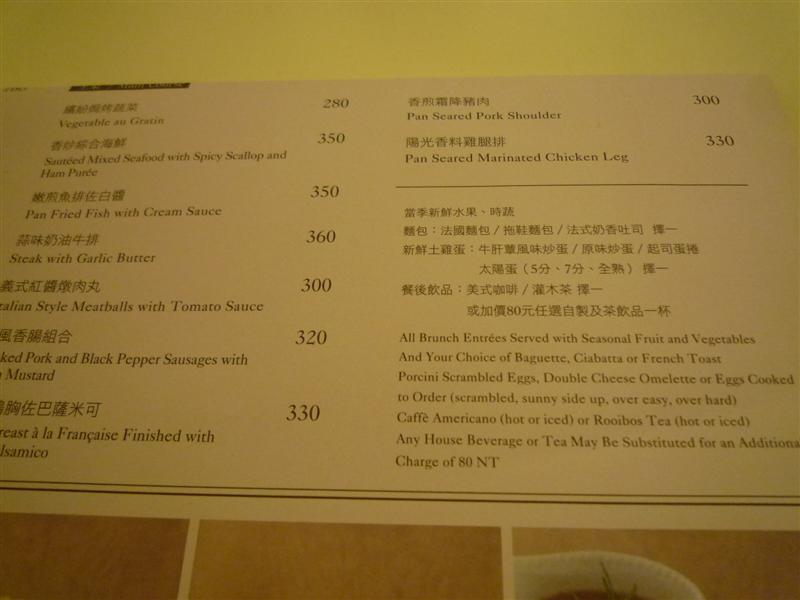 繽紛焗烤蔬菜 280
Vegetable au Gratin
香炒綜合海鮮 350
Sautéed Mixed Seafood with Spicy Scallop and
Ham Purée
嫩煎魚排佐白醬 350
Pan Fried Fish with Cream Sauce
蒜味奶油牛排 360
Steak with Garlic Butter
義式紅醬燉肉丸 300
Italian Style Meatballs with Tomato Sauce
風香腸組合 320
ked Pork and Black Pepper Sausages with
Mustard
鴨胸佐巴薩米可 330
reast à la Française Finished with
lsamico
香煎霜降豬肉 300
Pan Seared Pork Shoulder
陽光香料雞腿排 330
Pan Seared Marinated Chicken Leg
當季新鮮水果、時蔬
麵包：法國麵包/拖鞋麵包/法式奶香吐司 擇一
新鮮土雞蛋：牛肝蕈風味炒蛋/原味炒蛋/起司蛋捲
太陽蛋（5分、7分、全熟） 擇一
餐後飲品：美式咖啡/灌木茶 擇一
或加價80元任選自製及茶飲品一杯
All Brunch Entrées Served with Seasonal Fruit and Vegetables
And Your Choice of Baguette, Ciabatta or French Toast
Porcini Scrambled Eggs, Double Cheese Omelette or Eggs Cooked
to Order (scrambled, sunny side up, over easy, over hard)
Caffè Americano (hot or iced) or Rooibos Tea (hot or iced)
Any House Beverage or Tea May Be Substituted for an Additiona
Charge of 80 NT